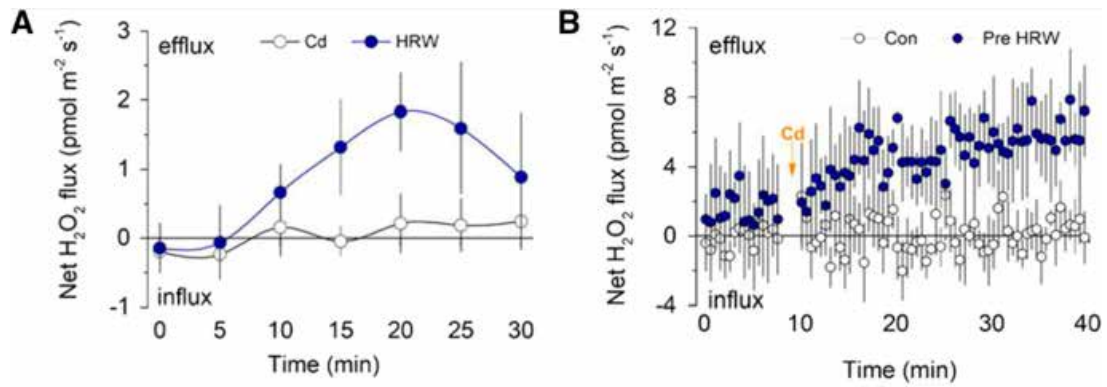 A
Net H₂O₂ flux (pmol m⁻² s⁻¹)
3
2
1
0
-1
efflux
Cd
HRW
influx
0 5 10 15 20 25 30
Time (min)
B
Net H₂O₂ flux (pmol m⁻² s⁻¹)
12
8
4
0
-4
efflux
Con
Pre HRW
Cd
influx
0 10 20 30 40
Time (min)